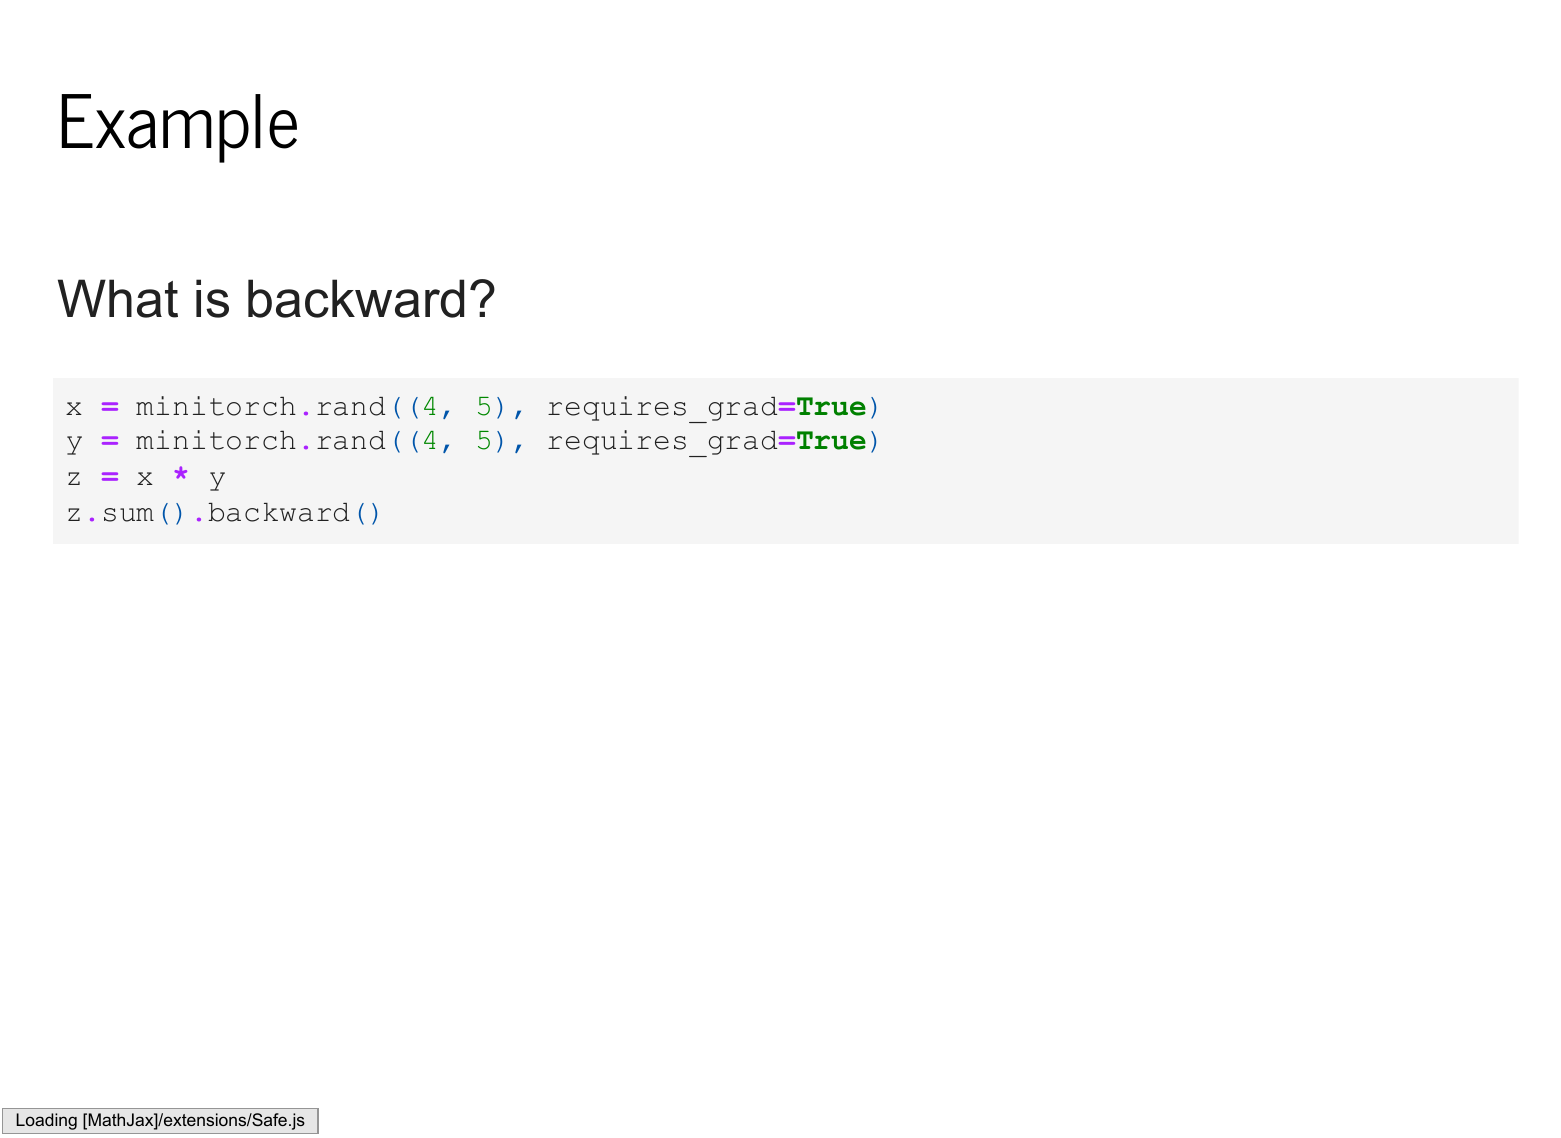 Example
What is backward?
x = minitorch.rand((4, 5), requires_grad=True)
y = minitorch.rand((4, 5), requires_grad=True)
z = x * y
z.sum().backward()
Loading [MathJax]/extensions/Safe.js